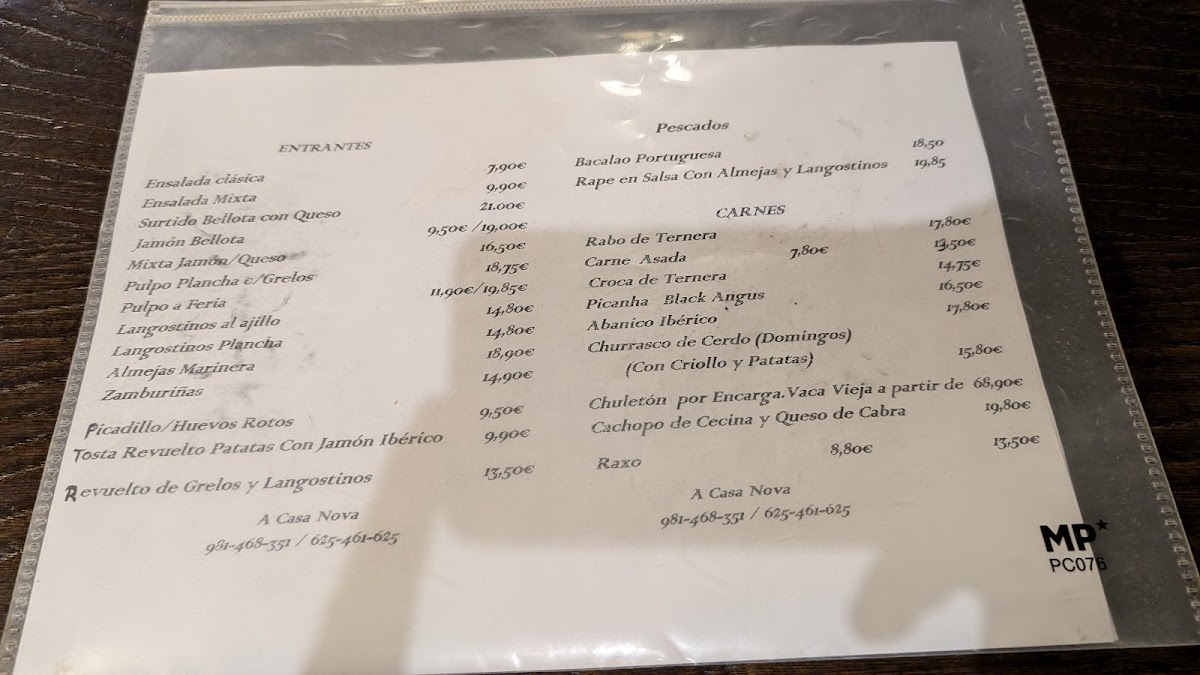 ENTRANTES
Ensalada clásica 7,90€
Ensalada Mixta 9,90€
Surtido Bellota con Queso 21.00€
Jamón Bellota 9,50€ /19,00€
Mixta Jamón/Queso 16,50€
Pulpo Plancha c/Grelos 18,75€
Pulpo a Feria 11,90€/19,85€
Langostinos al ajillo 14,80€
Langostinos Plancha 14,80€
Almejas Marinera 18,90€
Zamburiñas 14,90€
Picadillo/Huevos Rotos 9,50€
Tosta Revuelto Patatas Con Jamón Ibérico 9,90€
Revuelto de Grelos y Langostinos 13,50€
A Casa Nova
981-468-351 / 625-461-625
Pescados
Bacalao Portuguesa 18,50
Rape en Salsa Con Almejas y Langostinos 19,85
CARNES
Rabo de Ternera 17,80€
Carne Asada 7,80€ 13,50€
Croca de Ternera 14,75€
Picanha Black Angus 16,50€
Abanico Ibérico 17,80€
Churrasco de Cerdo (Domingos)
(Con Criollo y Patatas) 15,80€
Chuletón por Encarga.Vaca Vieja a partir de 68,90€
Cachopo de Cecina y Queso de Cabra 19,80€
Raxo 8,80€ 13,50€
A Casa Nova
981-468-351 / 625-461-625
MP
PC076